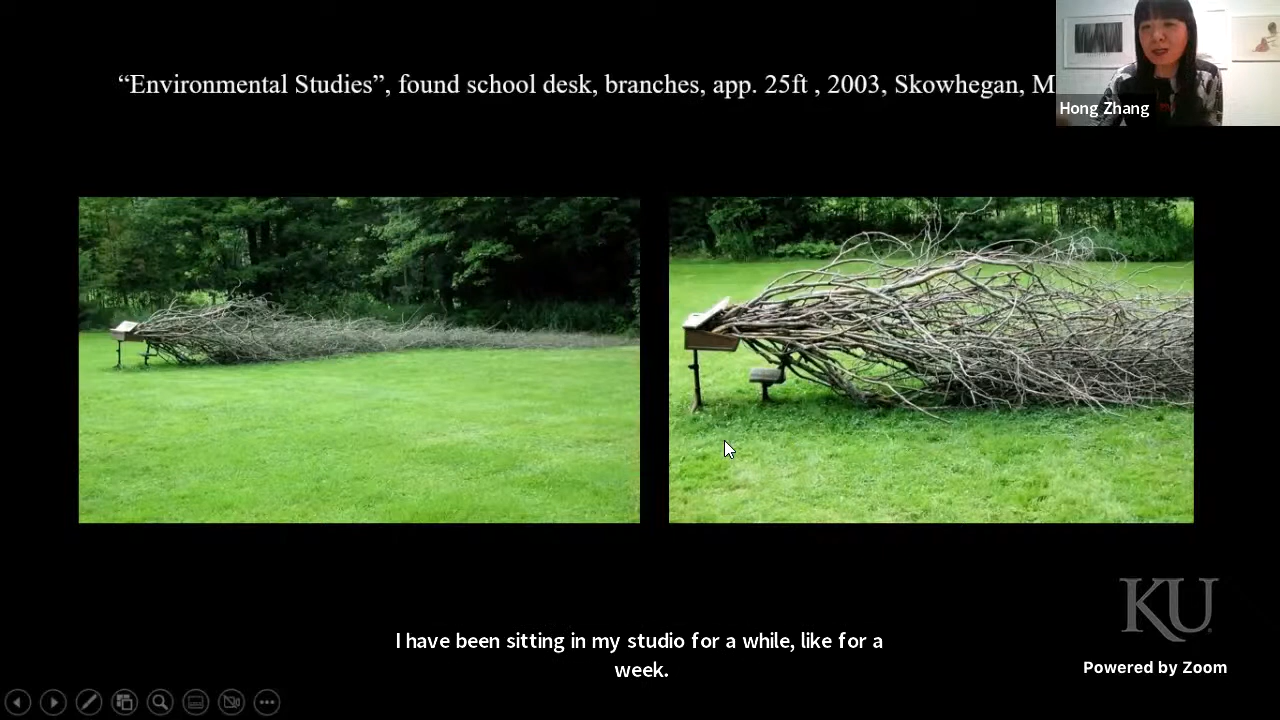 “Environmental Studies”, found school desk, branches, app. 25ft , 2003, Skowhegan, M
Hong Zhang
I have been sitting in my studio for a while, like for a
week.
KU
Powered by Zoom